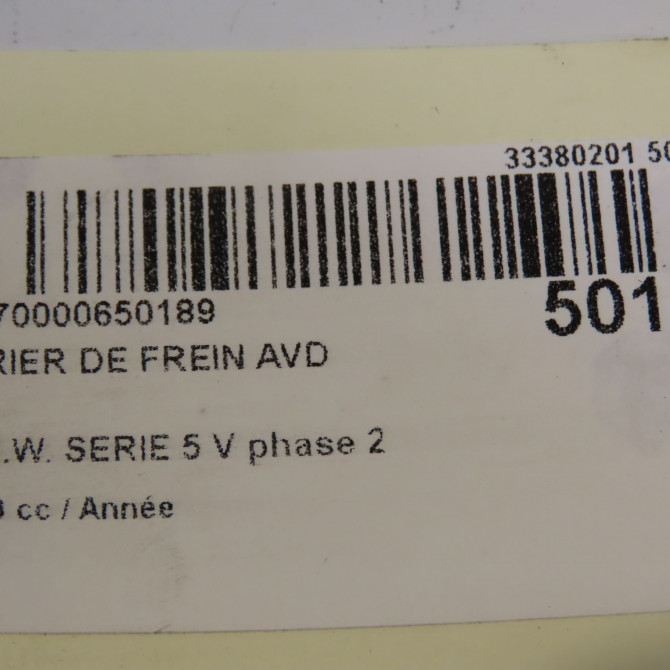 33380201 50
70000650189
501
RIER DE FREIN AVD
.W. SERIE 5 V phase 2
cc / Année